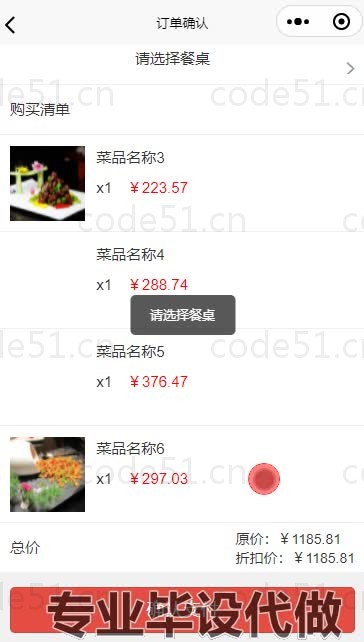 订单确认
请选择餐桌
code51.cn
code51.cn
购买清单
菜品名称3
x1 ￥223.57
code51.cn
菜品名称4
x1 ￥288.74
请选择餐桌
code51.cn
code51.cn
菜品名称5
x1 ￥376.47
菜品名称6
x1 ￥297.03
code51.cn
总价
原价：￥1185.81
折扣价：￥1185.81
专业毕设代做